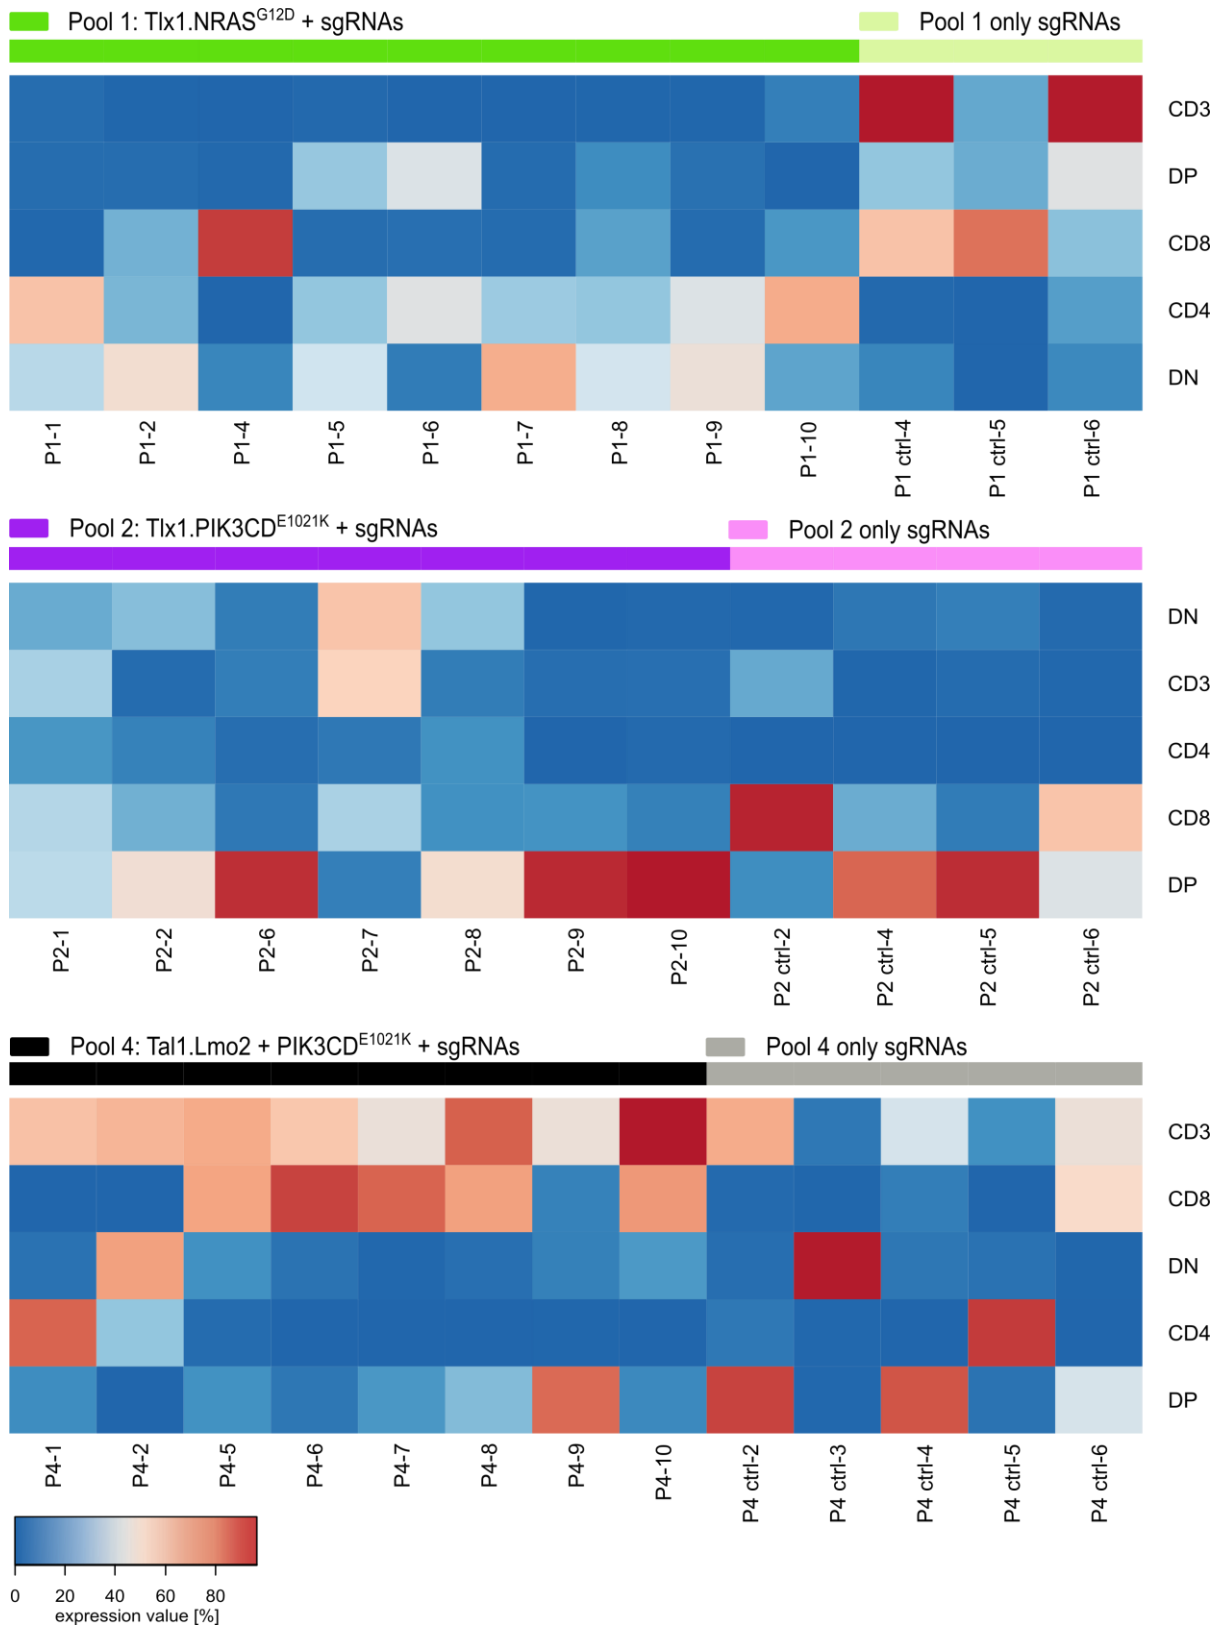 Pool 1: Tlx1.NRASG12D + sgRNAs Pool 1 only sgRNAs
CD3
DP
CD8
CD4
DN
P1-1 P1-2 P1-4 P1-5 P1-6 P1-7 P1-8 P1-9 P1-10 P1 ctrl-4 P1 ctrl-5 P1 ctrl-6
Pool 2: Tlx1.PIK3CDE1021K + sgRNAs Pool 2 only sgRNAs
DN
CD3
CD4
CD8
DP
P2-1 P2-2 P2-6 P2-7 P2-8 P2-9 P2-10 P2 ctrl-2 P2 ctrl-4 P2 ctrl-5 P2 ctrl-6
Pool 4: Tal1.Lmo2 + PIK3CDE1021K + sgRNAs Pool 4 only sgRNAs
CD3
CD8
DN
CD4
DP
P4-1 P4-2 P4-5 P4-6 P4-7 P4-8 P4-9 P4-10 P4 ctrl-2 P4 ctrl-3 P4 ctrl-4 P4 ctrl-5 P4 ctrl-6
0 20 40 60 80
expression value [%]